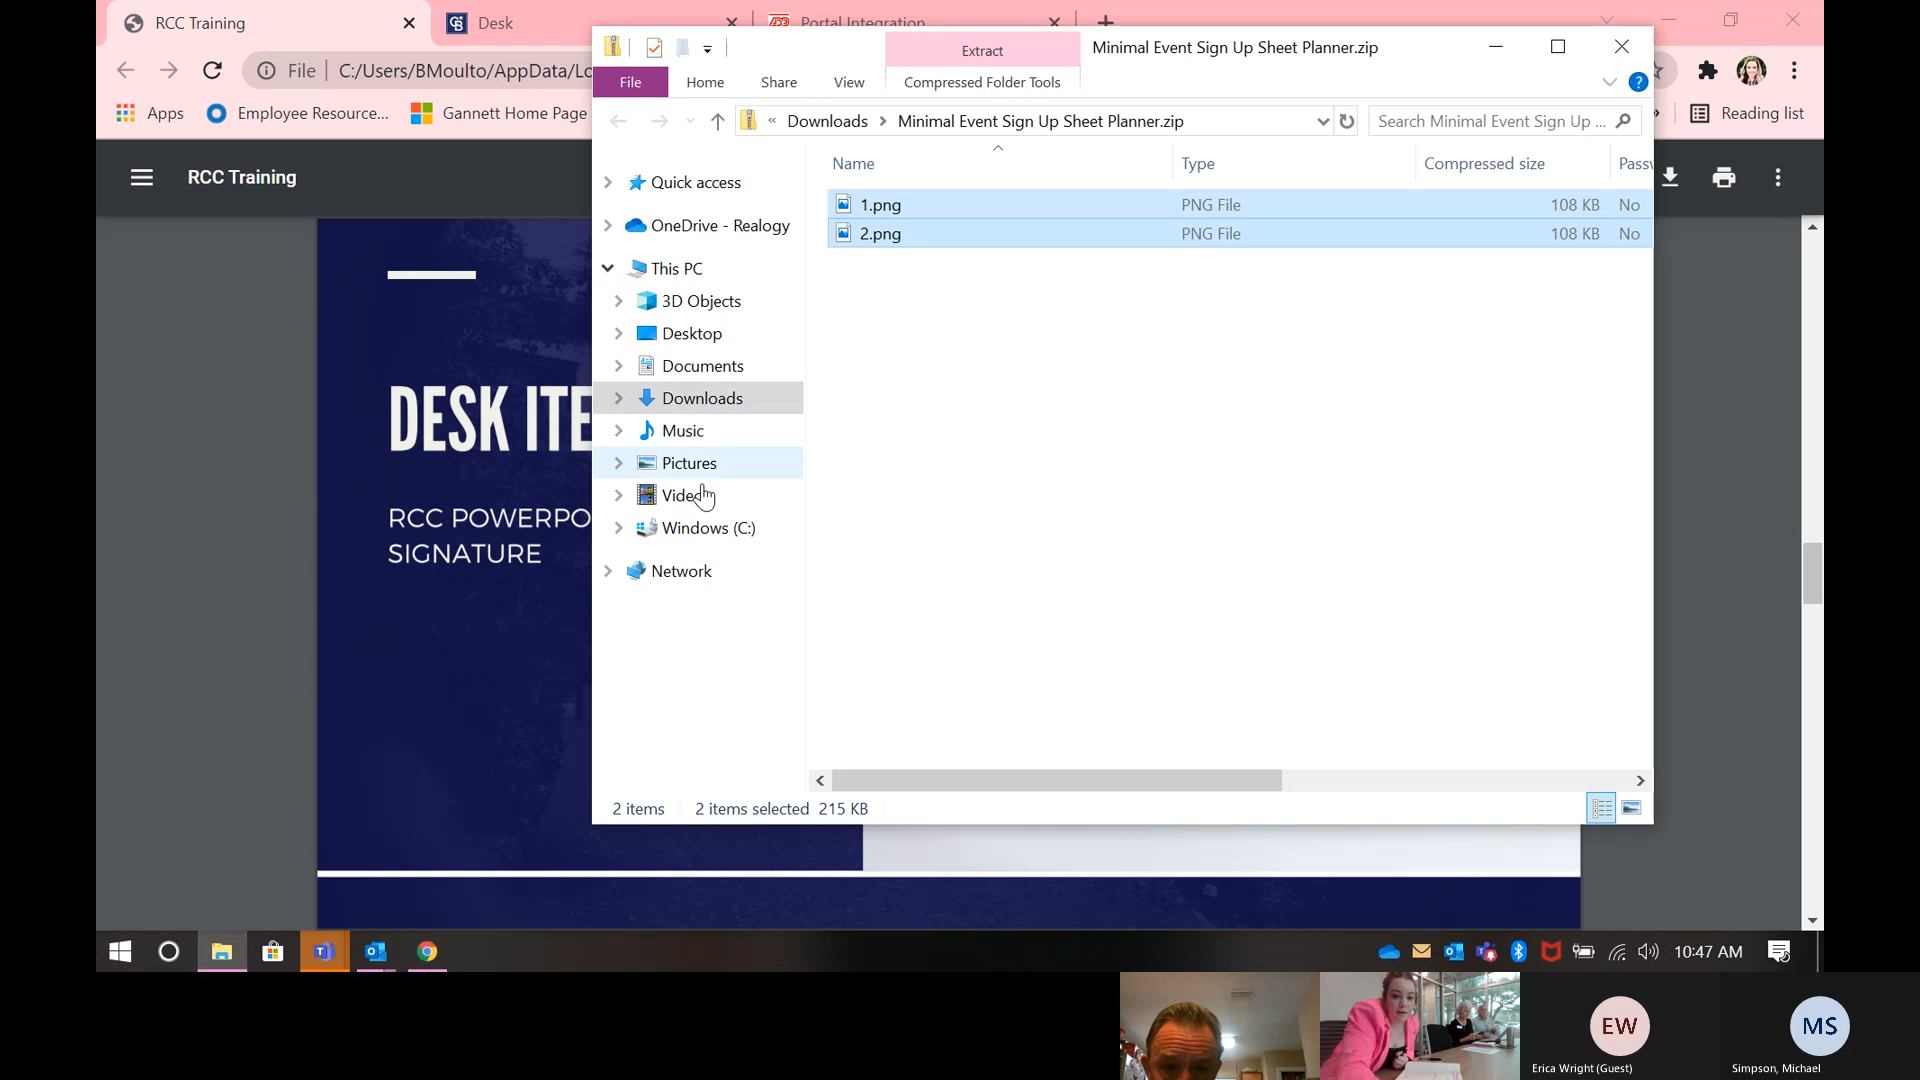 RCC Training
Desk
Portal Integration
File
C:/Users/BMoulto/AppData/Lo
Apps
Employee Resource...
Gannett Home Page
Reading list
RCC Training
DESK ITE
RCC POWERPO
SIGNATURE
Extract
Minimal Event Sign Up Sheet Planner.zip
File
Home
Share
View
Compressed Folder Tools
« Downloads > Minimal Event Sign Up Sheet Planner.zip
Search Minimal Event Sign Up ...
Name
Type
Compressed size
Passw
1.png
PNG File
108 KB
No
2.png
PNG File
108 KB
No
Quick access
OneDrive - Realogy
This PC
3D Objects
Desktop
Documents
Downloads
Music
Pictures
Videos
Windows (C:)
Network
2 items
2 items selected 215 KB
10:47 AM
EW
Erica Wright (Guest)
MS
Simpson, Michael